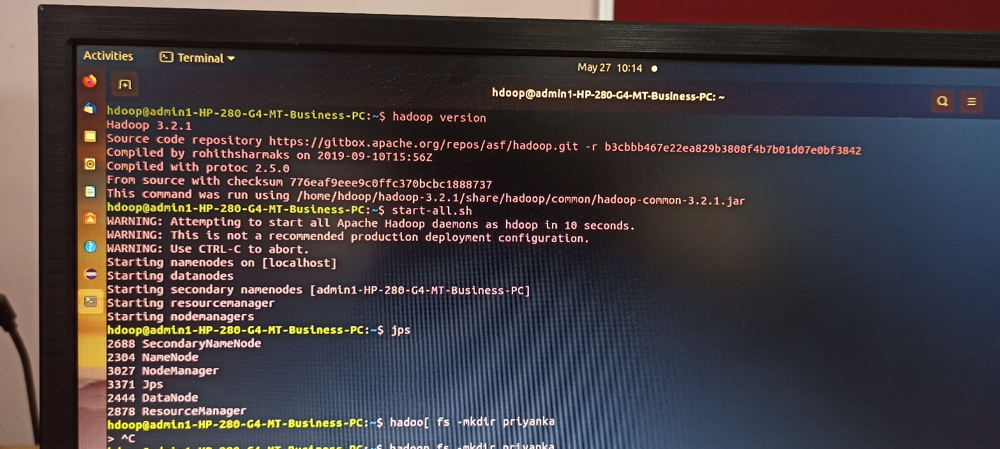 Activities
Terminal
May 27 10:14
hdoop@admin1-HP-280-G4-MT-Business-PC: ~
hdoop@admin1-HP-280-G4-MT-Business-PC:~$ hadoop version
Hadoop 3.2.1
Source code repository https://gitbox.apache.org/repos/asf/hadoop.git -r b3cbbb467e22ea829b3808f4b7b01d07e0bf3842
Compiled by rohithsharmaks on 2019-09-10T15:56Z
Compiled with protoc 2.5.0
From source with checksum 776eaf9eee9c0ffc370bcbc1888737
This command was run using /home/hdoop/hadoop-3.2.1/share/hadoop/common/hadoop-common-3.2.1.jar
hdoop@admin1-HP-280-G4-MT-Business-PC:~$ start-all.sh
WARNING: Attempting to start all Apache Hadoop daemons as hdoop in 10 seconds.
WARNING: This is not a recommended production deployment configuration.
WARNING: Use CTRL-C to abort.
Starting namenodes on [localhost]
Starting datanodes
Starting secondary namenodes [admin1-HP-280-G4-MT-Business-PC]
Starting resourcemanager
Starting nodemanagers
hdoop@admin1-HP-280-G4-MT-Business-PC:~$ jps
2688 SecondaryNameNode
2304 NameNode
3027 NodeManager
3371 Jps
2444 DataNode
2878 ResourceManager
hdoop@admin1-HP-280-G4-MT-Business-PC:~$ hadoo[ fs -mkdir priyanka
> ^C
hdoop@admin1-HP-280-G4-MT-Business-PC:~$ hadoop fs -mkdir priyanka